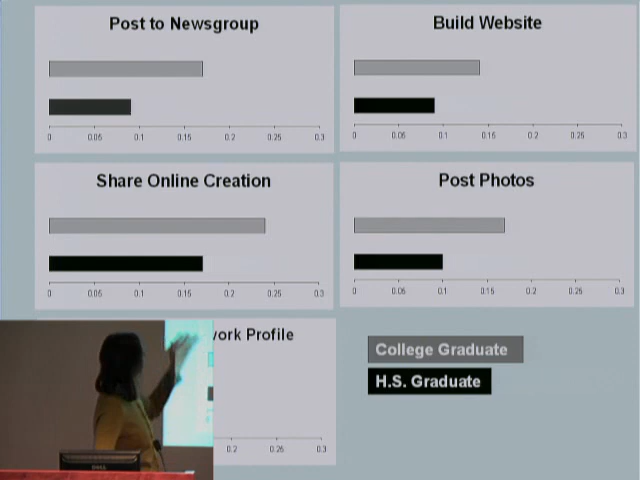 Post to Newsgroup
0 0.05 0.1 0.15 0.2 0.25 0.3
Build Website
0 0.05 0.1 0.15 0.2 0.25 0.3
Share Online Creation
0 0.05 0.1 0.15 0.2 0.25 0.3
Post Photos
0 0.05 0.1 0.15 0.2 0.25 0.3
work Profile
0.2 0.25 0.3
College Graduate
H.S. Graduate
DELL